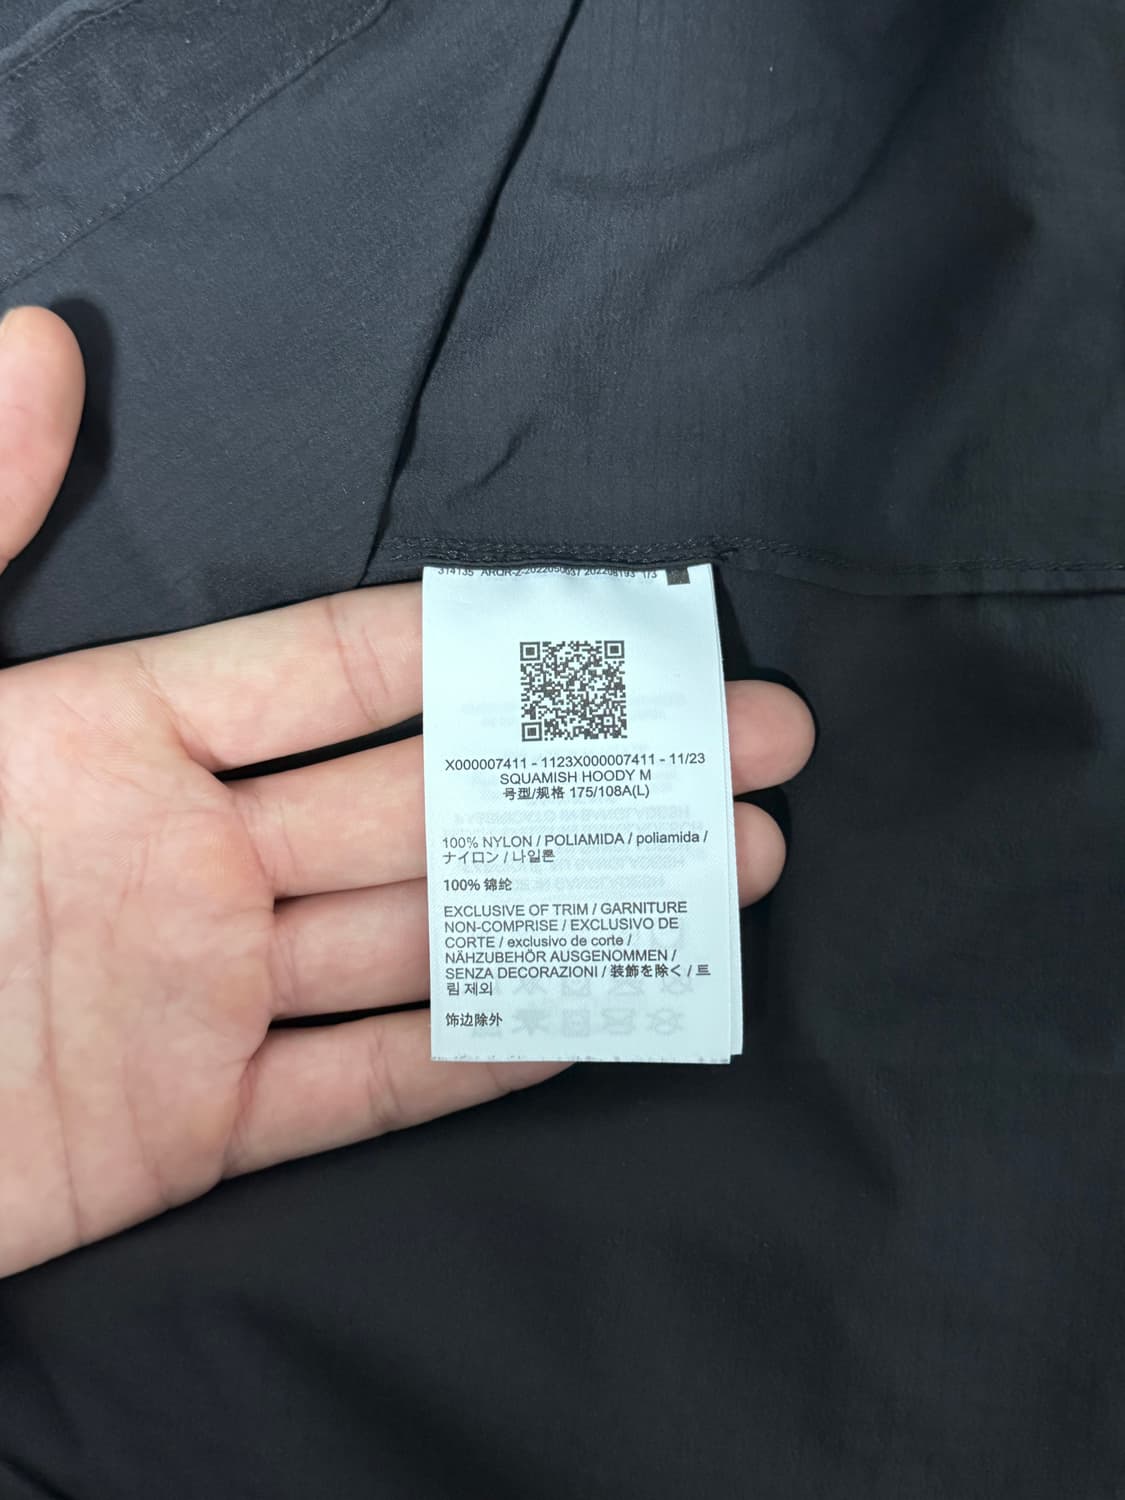 X000007411 - 1123X000007411 - 11/23
SQUAMISH HOODY M
号型/规格 175/108A(L)
100% NYLON / POLIAMIDA / poliamida /
ナイロン / 나일론
100% 锦纶
EXCLUSIVE OF TRIM / GARNITURE
NON-COMPRISE / EXCLUSIVO DE
CORTE / exclusivo de corte /
NÄHZUBEHÖR AUSGENOMMEN /
SENZA DECORAZIONI / 装飾を除く / 트
림 제외
饰边除外